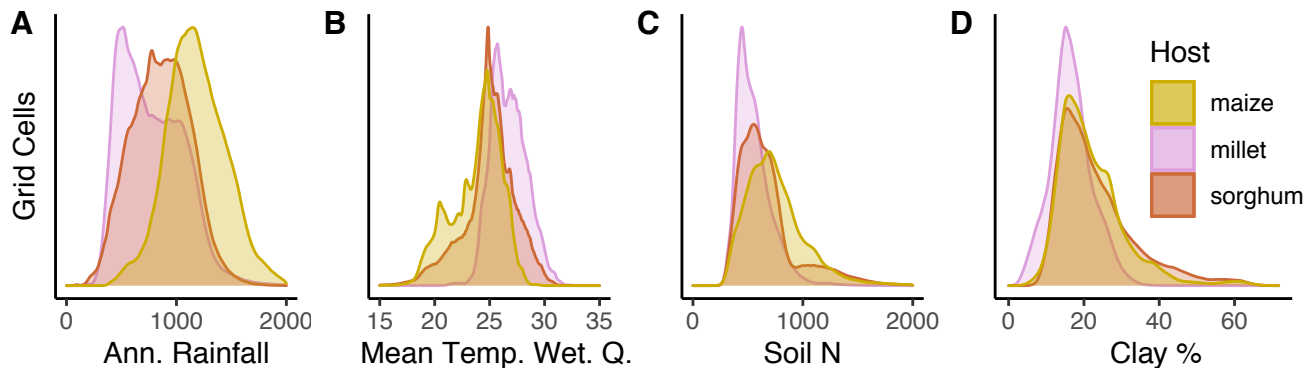 A
B
C
D
Grid Cells
Host
maize
millet
sorghum
0 1000 2000
15 20 25 30 35
0 1000 2000
0 20 40 60
Ann. Rainfall
Mean Temp. Wet. Q.
Soil N
Clay %